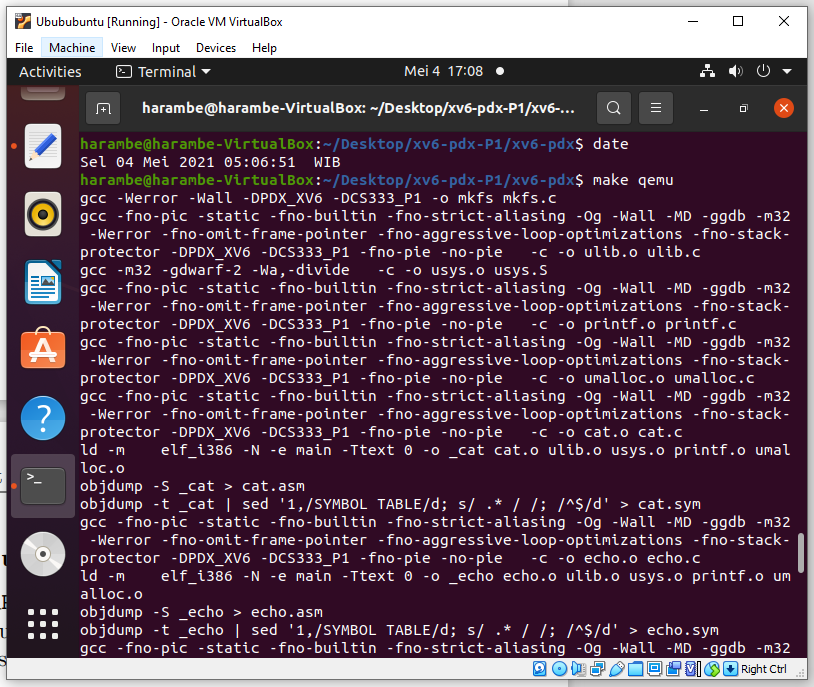 Ubububuntu [Running] - Oracle VM VirtualBox
File Machine View Input Devices Help
Activities Terminal Mei 4 17:08
harambe@harambe-VirtualBox: ~/Desktop/xv6-pdx-P1/xv6-...
harambe@harambe-VirtualBox:~/Desktop/xv6-pdx-P1/xv6-pdx$ date
Sel 04 Mei 2021 05:06:51  WIB
harambe@harambe-VirtualBox:~/Desktop/xv6-pdx-P1/xv6-pdx$ make qemu
gcc -Werror -Wall -DPDX_XV6 -DCS333_P1 -o mkfs mkfs.c
gcc -fno-pic -static -fno-builtin -fno-strict-aliasing -Og -Wall -MD -ggdb -m32
 -Werror -fno-omit-frame-pointer -fno-aggressive-loop-optimizations -fno-stack-
protector -DPDX_XV6 -DCS333_P1 -fno-pie -no-pie   -c -o ulib.o ulib.c
gcc -m32 -gdwarf-2 -Wa,-divide   -c -o usys.o usys.S
gcc -fno-pic -static -fno-builtin -fno-strict-aliasing -Og -Wall -MD -ggdb -m32
 -Werror -fno-omit-frame-pointer -fno-aggressive-loop-optimizations -fno-stack-
protector -DPDX_XV6 -DCS333_P1 -fno-pie -no-pie   -c -o printf.o printf.c
gcc -fno-pic -static -fno-builtin -fno-strict-aliasing -Og -Wall -MD -ggdb -m32
 -Werror -fno-omit-frame-pointer -fno-aggressive-loop-optimizations -fno-stack-
protector -DPDX_XV6 -DCS333_P1 -fno-pie -no-pie   -c -o umalloc.o umalloc.c
gcc -fno-pic -static -fno-builtin -fno-strict-aliasing -Og -Wall -MD -ggdb -m32
 -Werror -fno-omit-frame-pointer -fno-aggressive-loop-optimizations -fno-stack-
protector -DPDX_XV6 -DCS333_P1 -fno-pie -no-pie   -c -o cat.o cat.c
ld -m    elf_i386 -N -e main -Ttext 0 -o _cat cat.o ulib.o usys.o printf.o umal
loc.o
objdump -S _cat > cat.asm
objdump -t _cat | sed '1,/SYMBOL TABLE/d; s/ .* / /; /^$/d' > cat.sym
gcc -fno-pic -static -fno-builtin -fno-strict-aliasing -Og -Wall -MD -ggdb -m32
 -Werror -fno-omit-frame-pointer -fno-aggressive-loop-optimizations -fno-stack-
protector -DPDX_XV6 -DCS333_P1 -fno-pie -no-pie   -c -o echo.o echo.c
ld -m    elf_i386 -N -e main -Ttext 0 -o _echo echo.o ulib.o usys.o printf.o um
alloc.o
objdump -S _echo > echo.asm
objdump -t _echo | sed '1,/SYMBOL TABLE/d; s/ .* / /; /^$/d' > echo.sym
gcc -fno-pic -static -fno-builtin -fno-strict-aliasing -Og -Wall -MD -ggdb -m32
Right Ctrl